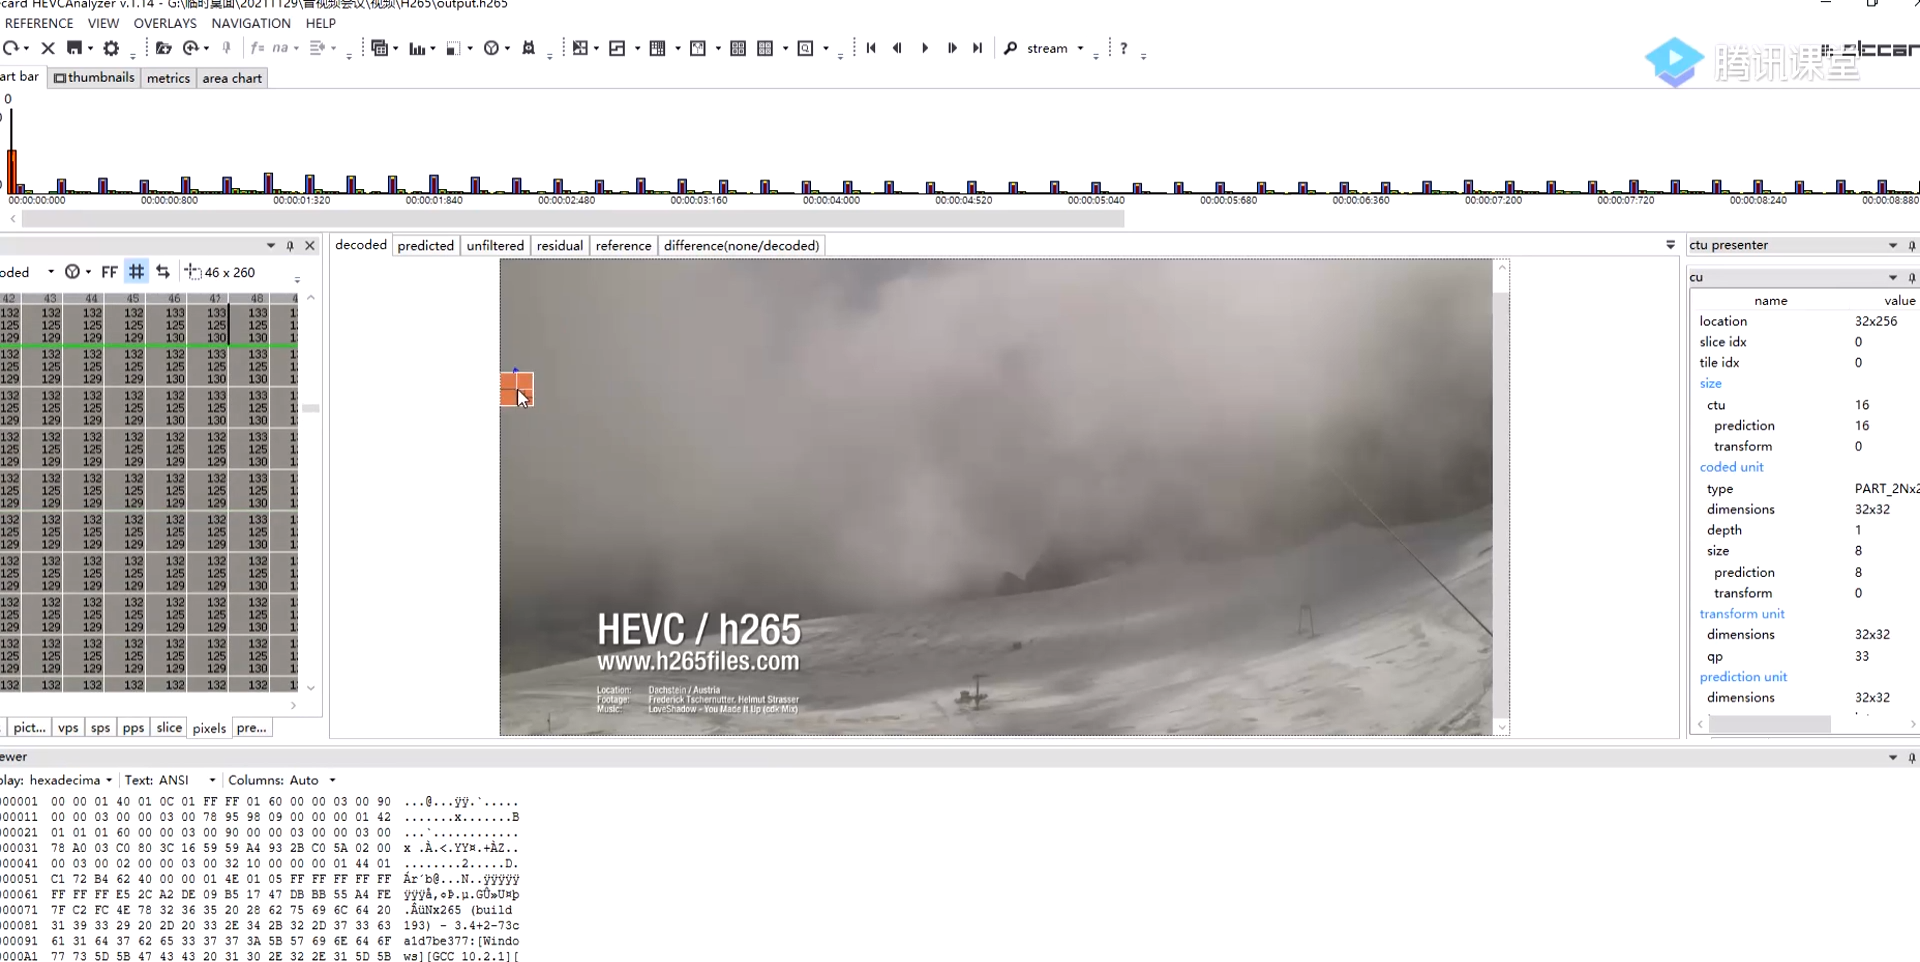 ecard HEVCAnalyzer v.1.14 - G:\临时桌面\20211129\音视频会议\视频\H265\output.h265
REFERENCE VIEW OVERLAYS NAVIGATION HELP
f= na stream ?
腾讯课堂
art bar thumbnails metrics area chart
0
00:00:00:000 00:00:00:800 00:00:01:320 00:00:01:840 00:00:02:480 00:00:03:160 00:00:04:000 00:00:04:520 00:00:05:040 00:00:05:680 00:00:06:360 00:00:07:200 00:00:07:720 00:00:08:240 00:00:08:880
decoded predicted unfiltered residual reference difference(none/decoded)
oded FF 46 x 260
42 43 44 45 46 47 48 4
132 132 132 132 133 133 133
125 125 125 125 125 125 125
129 129 129 129 130 130 130
132 132 132 132 132 133 133
125 125 125 125 125 125 125
129 129 129 129 130 130 130
132 132 132 132 132 133 133
125 125 125 125 125 125 125
129 129 129 129 130 130 130
132 132 132 132 132 132 133
125 125 125 125 125 125 125
129 129 129 129 129 129 130
132 132 132 132 132 132 133
125 125 125 125 125 125 125
129 129 129 129 129 129 130
132 132 132 132 132 132 133
125 125 125 125 125 125 125
129 129 129 129 129 129 130
132 132 132 132 132 132 132
125 125 125 125 125 125 125
129 129 129 129 129 129 130
132 132 132 132 132 132 132
125 125 125 125 125 125 125
129 129 129 129 129 129 130
132 132 132 132 132 132 132
125 125 125 125 125 125 125
129 129 129 129 129 129 130
132 132 132 132 132 132 132
pict... vps sps pps slice pixels pre...
HEVC / h265
www.h265files.com
Location: Dachstein / Austria
Footage: Frederick Tschernutter, Helmut Strasser
Music: LoveShadow - You Made It Up (cdk Mix)
ctu presenter
cu
name value
location 32x256
slice idx 0
tile idx 0
size
ctu 16
prediction 16
transform 0
coded unit
type PART_2Nx2
dimensions 32x32
depth 1
size 8
prediction 8
transform 0
transform unit
dimensions 32x32
qp 33
prediction unit
dimensions 32x32
ewer
play: hexadecima Text: ANSI Columns: Auto
000001 00 00 01 40 01 0C 01 FF FF 01 60 00 00 03 00 90 ...@...ÿÿ.`.....
000011 00 00 03 00 00 03 00 78 95 98 09 00 00 00 01 42 .......x.......B
000021 01 01 01 60 00 00 03 00 90 00 00 03 00 00 03 00 ...`............
000031 78 A0 03 C0 80 3C 16 59 59 A4 93 2B C0 5A 02 00 x .À.<.YY¤.+ÀZ..
000041 00 03 00 02 00 00 03 00 32 10 00 00 00 01 44 01 ........2.....D.
000051 C1 72 B4 62 40 00 00 01 4E 01 05 FF FF FF FF FF Ár´b@...N..ÿÿÿÿÿ
000061 FF FF FF E5 2C A2 DE 09 B5 17 47 DB BB 55 A4 FE ÿÿÿå,¢Þ.µ.GÛ»U¤þ
000071 7F C2 FC 4E 78 32 36 35 20 28 62 75 69 6C 64 20 .ÂüNx265 (build
000081 31 39 33 29 20 2D 20 33 2E 34 2B 32 2D 37 33 63 193) - 3.4+2-73c
000091 61 31 64 37 62 65 33 37 37 3A 5B 57 69 6E 64 6F a1d7be377:[Windo
0000A1 77 73 5D 5B 47 43 43 20 31 30 2E 32 2E 31 5D 5B ws][GCC 10.2.1][